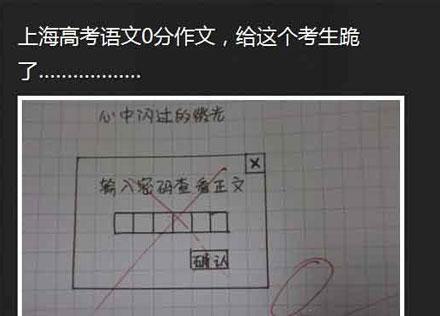 上海高考语文0分作文，给这个考生跪
了………………
心中闪过的微光
×
输入密码查看正文
确认